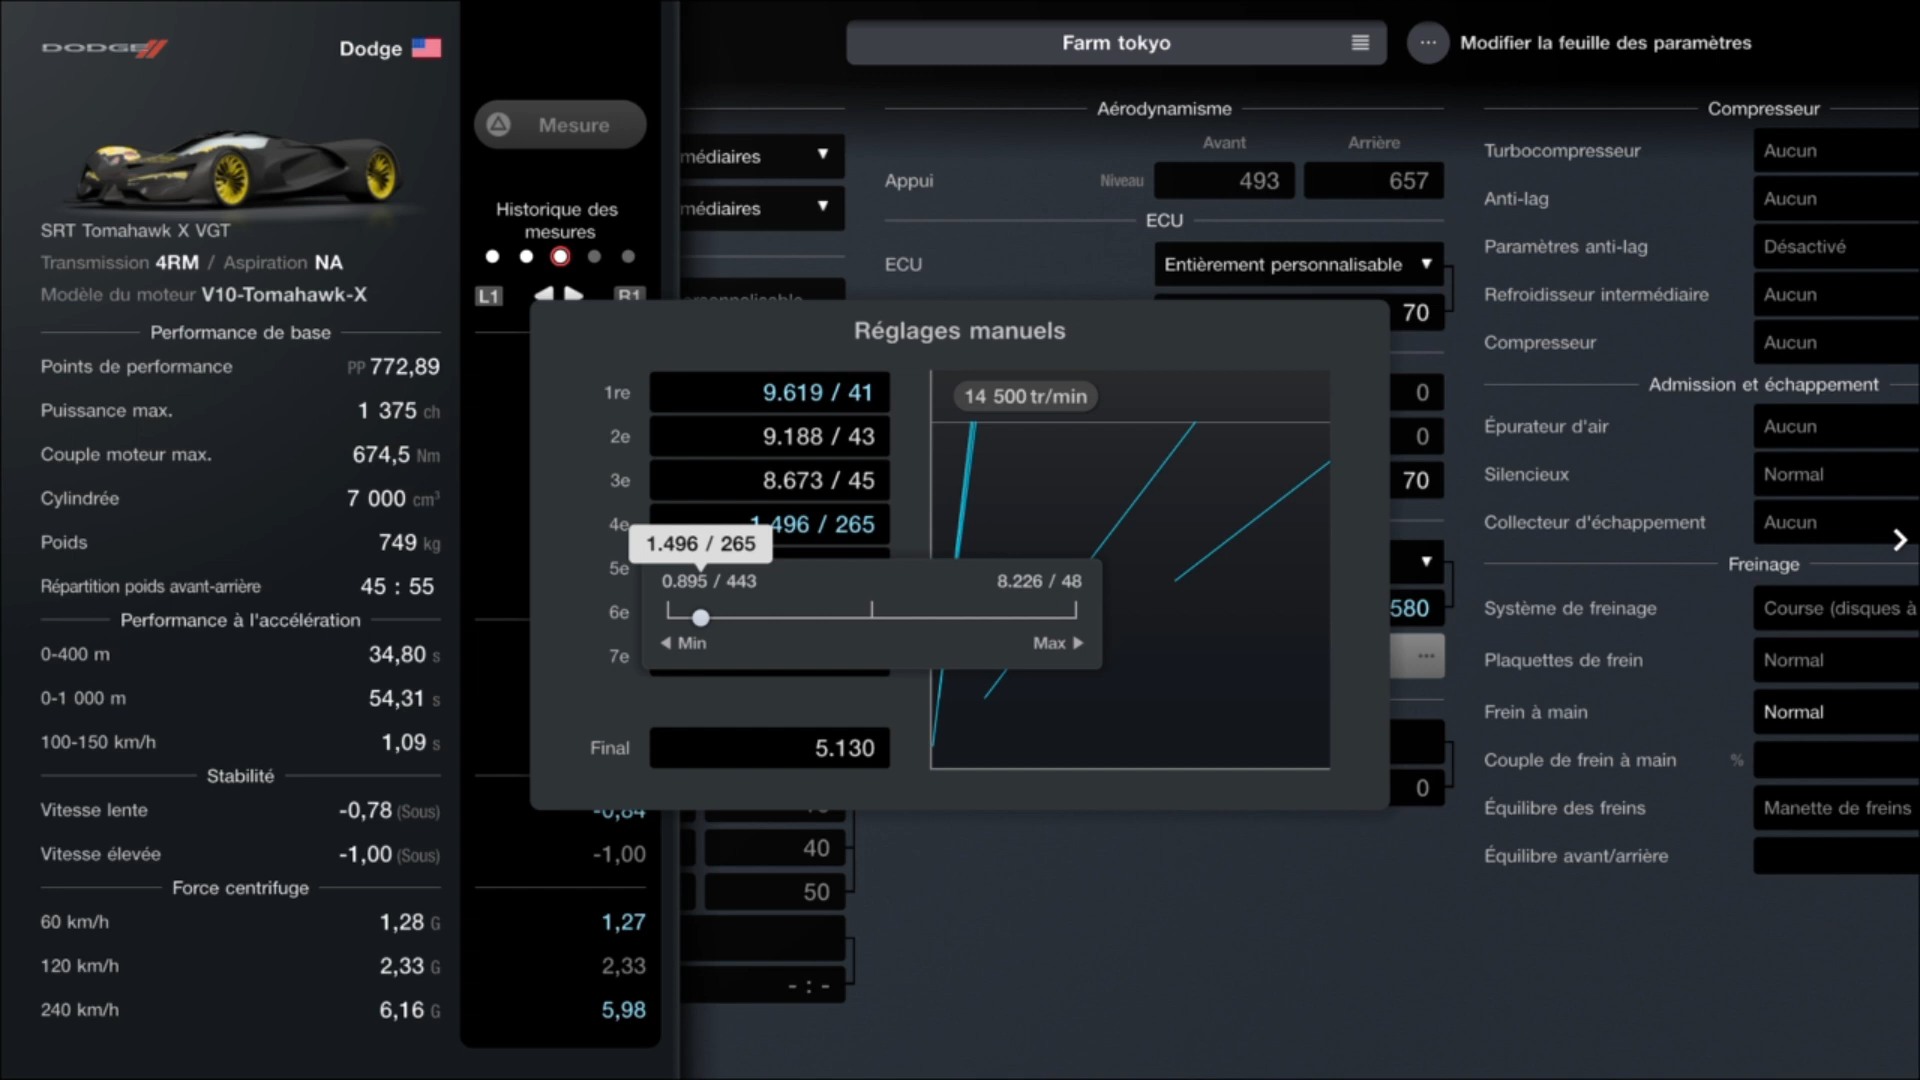 DODGE
Dodge
SRT Tomahawk X VGT
Transmission 4RM / Aspiration NA
Modèle du moteur V10-Tomahawk-X
Performance de base
Points de performance PP 772,89
Puissance max. 1 375 ch
Couple moteur max. 674,5 Nm
Cylindrée 7 000 cm³
Poids 749 kg
Répartition poids avant-arrière 45 : 55
Performance à l'accélération
0-400 m 34,80 s
0-1 000 m 54,31 s
100-150 km/h 1,09 s
Stabilité
Vitesse lente -0,78 (Sous)
Vitesse élevée -1,00 (Sous)
Force centrifuge
60 km/h 1,28 G
120 km/h 2,33 G
240 km/h 6,16 G
Mesure
Historique des
mesures
L1 R1
-0,84
-1,00
1,27
2,33
5,98
Farm tokyo
... Modifier la feuille des paramètres
médiaires
médiaires
40
50
- : -
Aérodynamisme
Avant Arrière
Appui Niveau 493 657
ECU
ECU Entièrement personnalisable
70
0
0
70
580
...
0
Réglages manuels
1re 9.619 / 41
2e 9.188 / 43
3e 8.673 / 45
4e 1.496 / 265
5e
6e
7e
Final 5.130
1.496 / 265
0.895 / 443 8.226 / 48
Min Max
14 500 tr/min
Compresseur
Turbocompresseur Aucun
Anti-lag Aucun
Paramètres anti-lag Désactivé
Refroidisseur intermédiaire Aucun
Compresseur Aucun
Admission et échappement
Épurateur d'air Aucun
Silencieux Normal
Collecteur d'échappement Aucun
Freinage
Système de freinage Course (disques à
Plaquettes de frein Normal
Frein à main Normal
Couple de frein à main %
Équilibre des freins Manette de freins
Équilibre avant/arrière